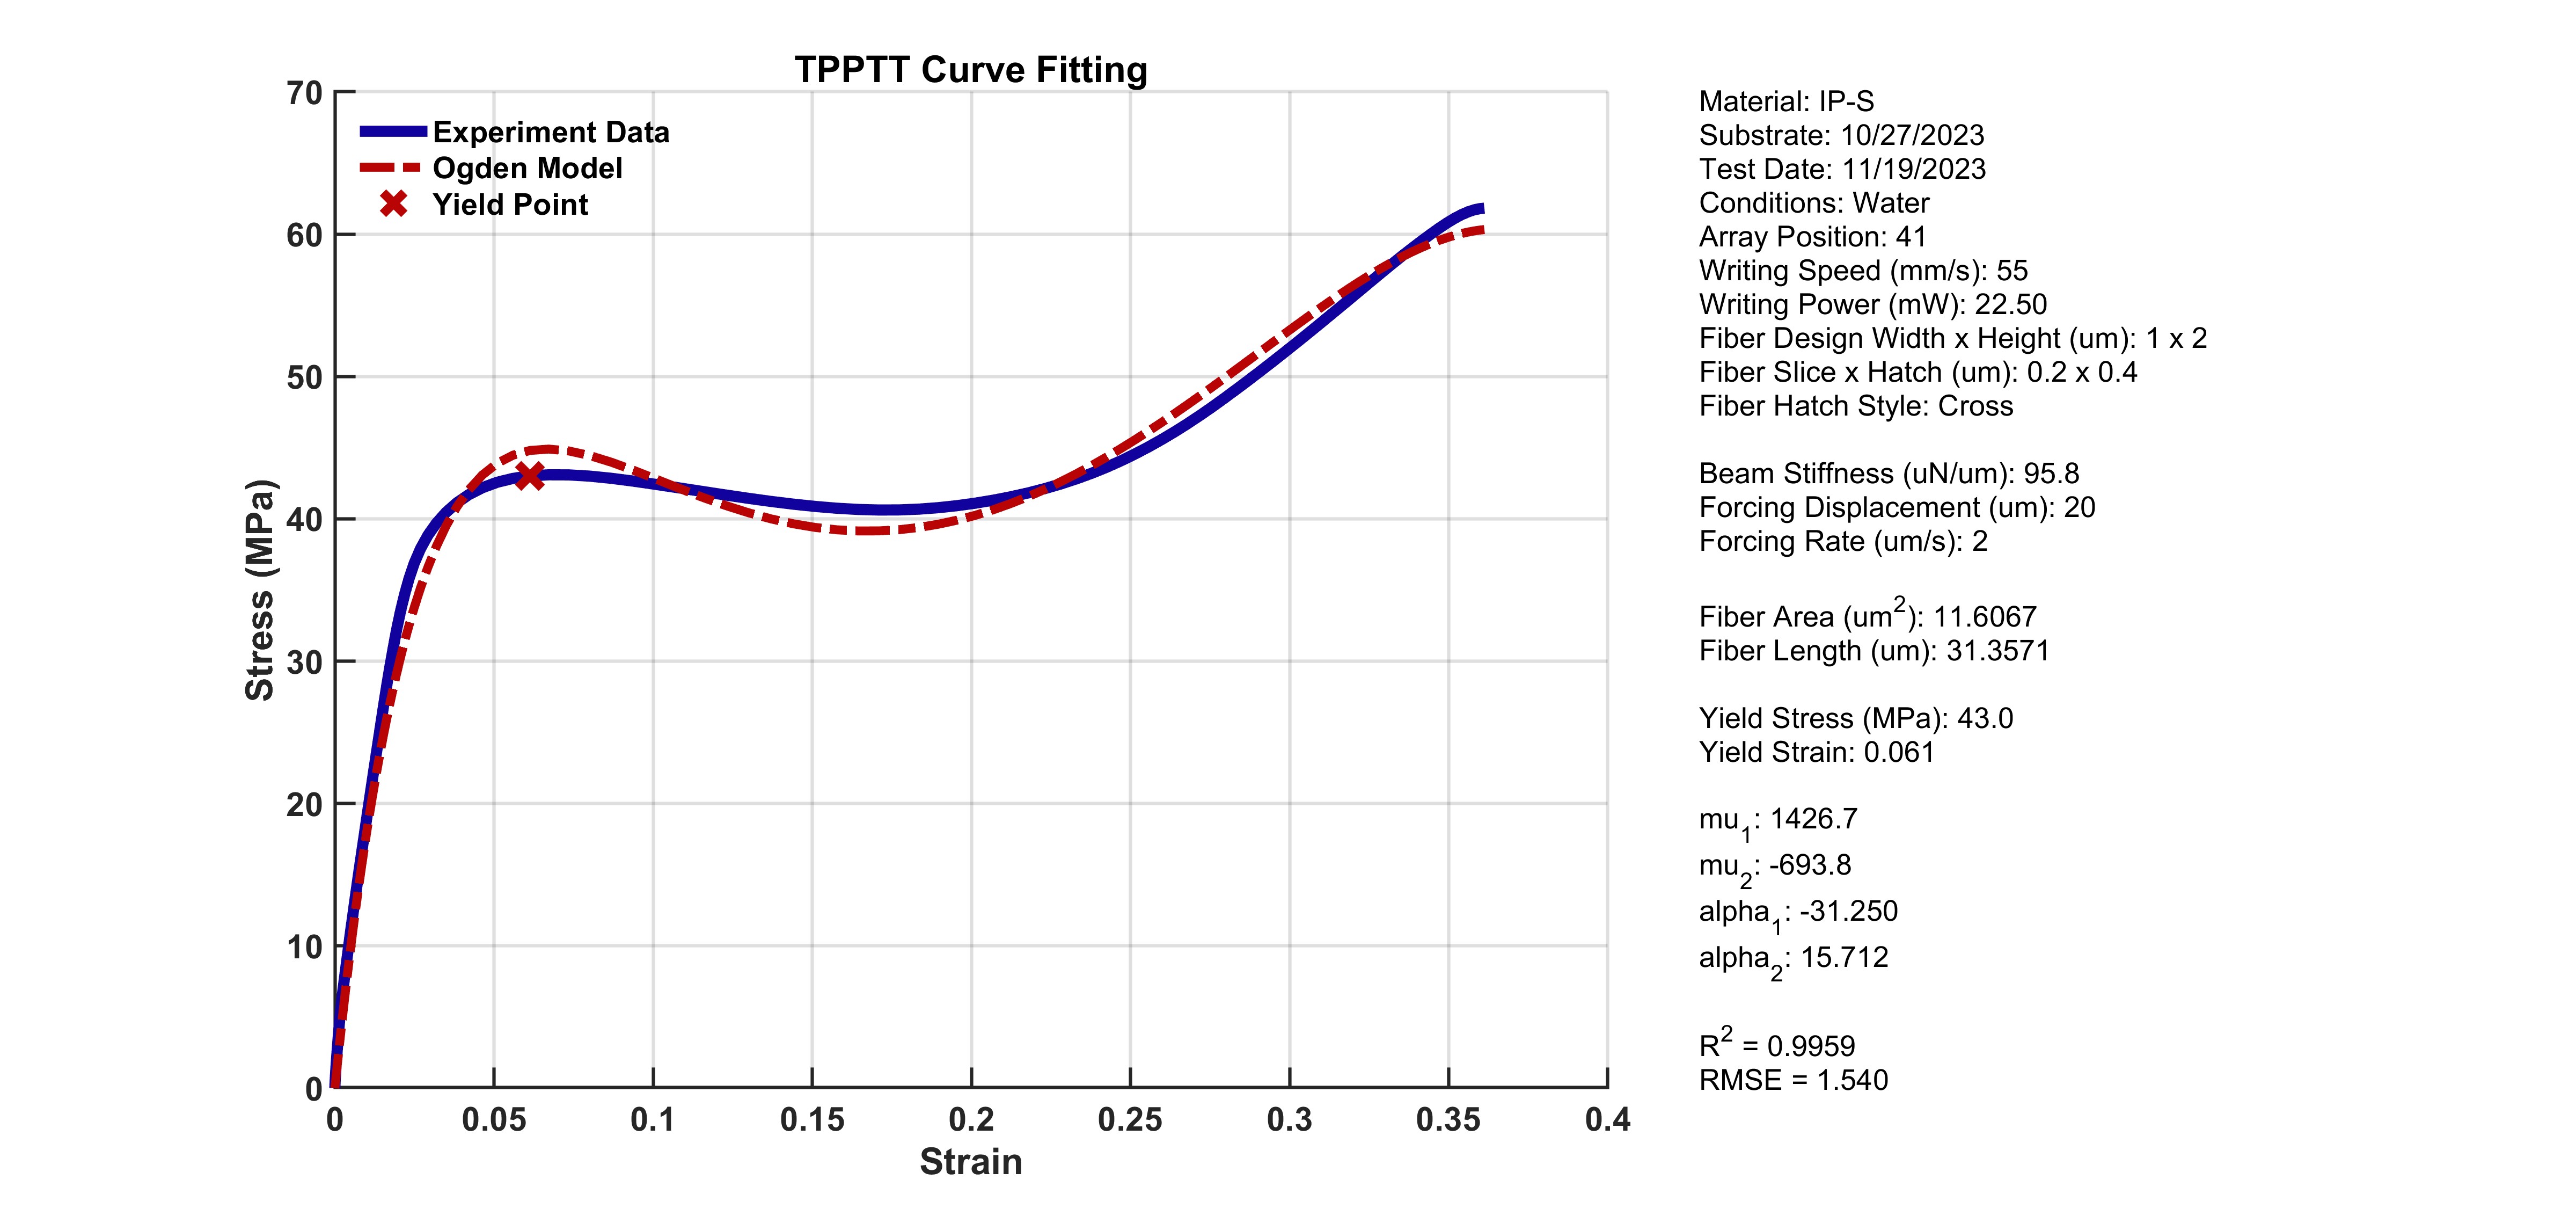 TPPTT Curve Fitting
70
60
50
40
30
20
10
0
Stress (MPa)
Experiment Data
Ogden Model
Yield Point
0 0.05 0.1 0.15 0.2 0.25 0.3 0.35 0.4
Strain
Material: IP-S
Substrate: 10/27/2023
Test Date: 11/19/2023
Conditions: Water
Array Position: 41
Writing Speed (mm/s): 55
Writing Power (mW): 22.50
Fiber Design Width x Height (um): 1 x 2
Fiber Slice x Hatch (um): 0.2 x 0.4
Fiber Hatch Style: Cross
Beam Stiffness (uN/um): 95.8
Forcing Displacement (um): 20
Forcing Rate (um/s): 2
Fiber Area (um²): 11.6067
Fiber Length (um): 31.3571
Yield Stress (MPa): 43.0
Yield Strain: 0.061
mu₁: 1426.7
mu₂: -693.8
alpha₁: -31.250
alpha₂: 15.712
R² = 0.9959
RMSE = 1.540